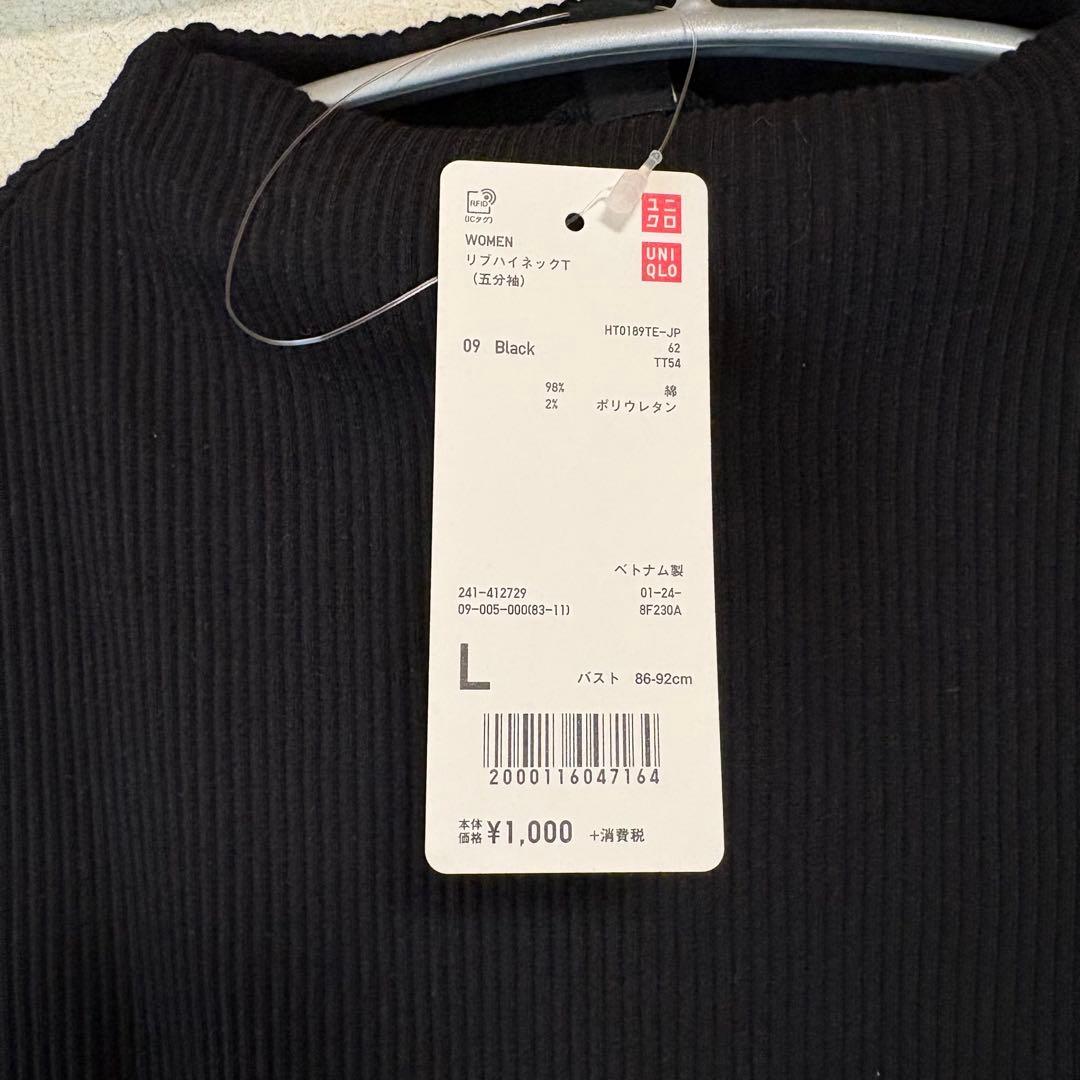 RFID
(ICタグ)
ユニ
クロ
UNI
QLO
WOMEN
リブハイネックT
(五分袖)
HT0189TE-JP
09 Black
62
TT54
98% 綿
2% ポリウレタン
ベトナム製
241-412729 01-24-
09-005-000(83-11) 8F230A
L バスト 86-92cm
2000116047164
本体
価格 ¥1,000 +消費税